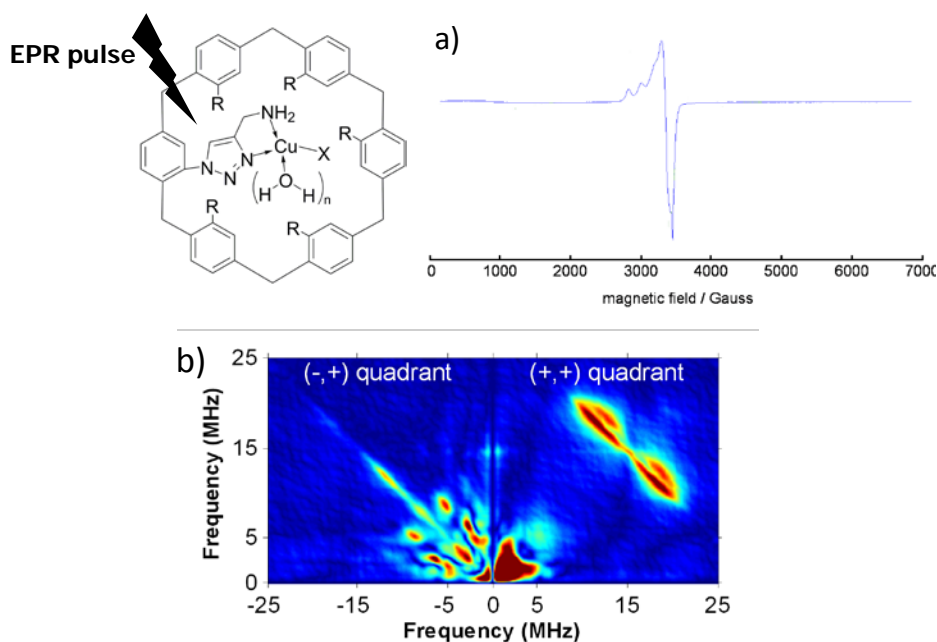 EPR pulse
a)
R
R
NH₂
R
Cu
X
N
N
N
O
H
H
n
R
R
0
1000
2000
3000
4000
5000
6000
7000
magnetic field / Gauss
b)
(-,+) quadrant
(+,+) quadrant
Frequency (MHz)
25
15
5
0
-25
-15
-5
0
5
15
25
Frequency (MHz)